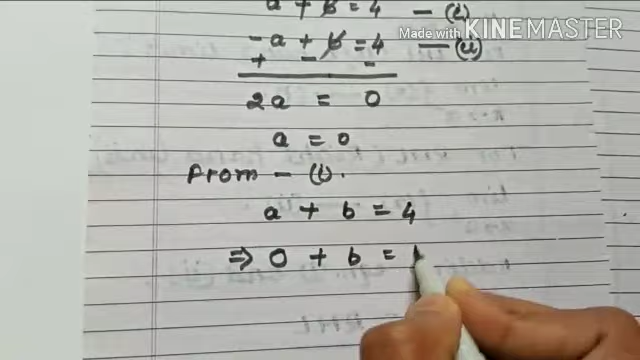 a + b = 4 — (i)
Made with KINEMASTER
-a + b = 4 — (ii)
+ - -
2a = 0
a = 0
From - (i).
a + b = 4
⇒ 0 + b =